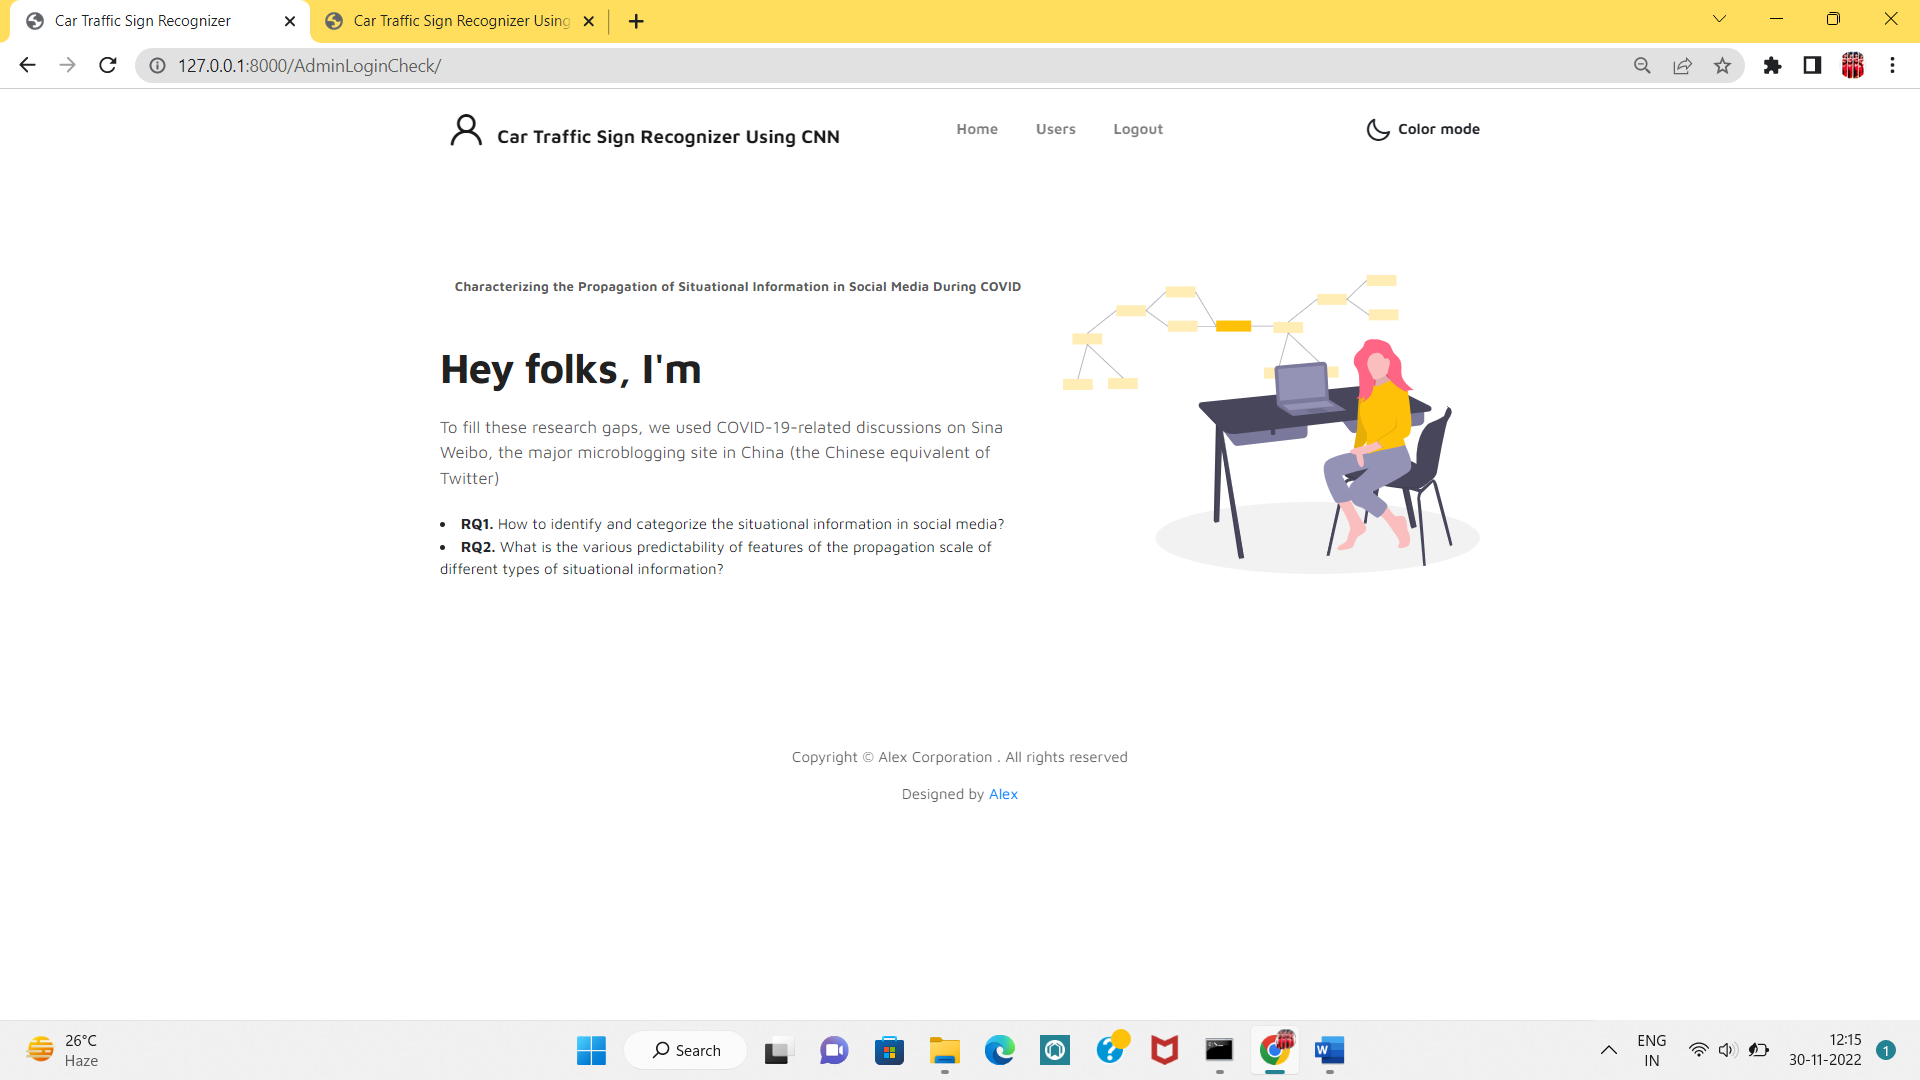 Car Traffic Sign Recognizer
Car Traffic Sign Recognizer Using
127.0.0.1:8000/AdminLoginCheck/
Car Traffic Sign Recognizer Using CNN
Home
Users
Logout
Color mode
Characterizing the Propagation of Situational Information in Social Media During COVID
Hey folks, I'm
To fill these research gaps, we used COVID-19-related discussions on Sina
Weibo, the major microblogging site in China (the Chinese equivalent of
Twitter)
• RQ1. How to identify and categorize the situational information in social media?
• RQ2. What is the various predictability of features of the propagation scale of
different types of situational information?
Copyright © Alex Corporation . All rights reserved
Designed by Alex
26°C
Haze
Search
ENG
IN
12:15
30-11-2022
1